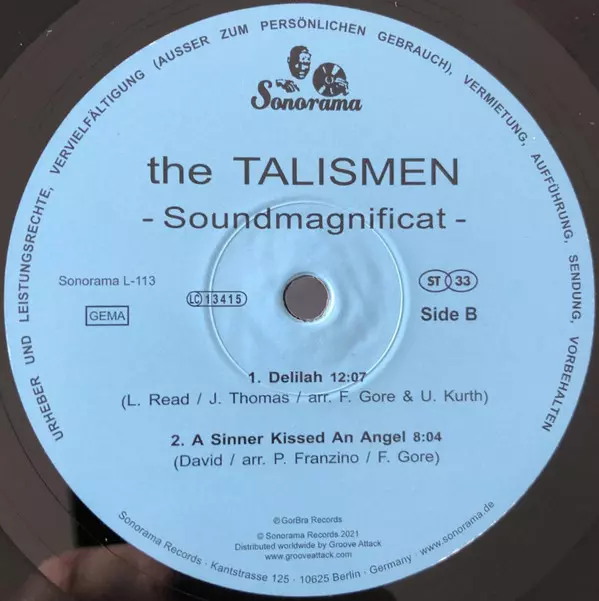 URHEBER UND LEISTUNGSRECHTE, VERVIELFÄLTIGUNG (AUSSER ZUM PERSÖNLICHEN GEBRAUCH), VERMIETUNG, AUFFÜHRUNG, SENDUNG, VORBEHALTEN
Sonorama
the TALISMEN
- Soundmagnificat -
Sonorama L-113
LC 13415
ST 33
GEMA
Side B
1. Delilah 12:07
(L. Read / J. Thomas / arr. F. Gore & U. Kurth)
2. A Sinner Kissed An Angel 8:04
(David / arr. P. Franzino / F. Gore)
℗ GorBra Records
© Sonorama Records 2021
Distributed worldwide by Groove Attack
www.grooveattack.com
Sonorama Records · Kantstrasse 125 · 10625 Berlin · Germany · www.sonorama.de